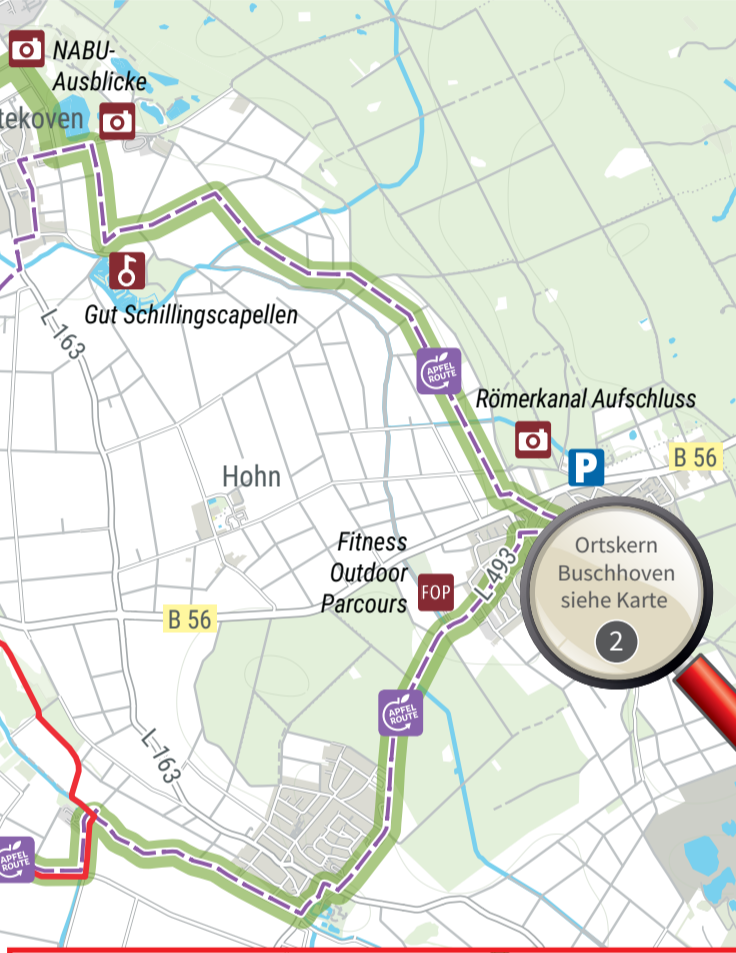 NABU-
Ausblicke
tekoven
Gut Schillingscapellen
L 163
APFEL
ROUTE
Römerkanal Aufschluss
P
B 56
Hohn
Fitness
Outdoor
Parcours
FOP
L 493
Ortskern
Buschhoven
siehe Karte
2
B 56
APFEL
ROUTE
L 163
APFEL
ROUTE